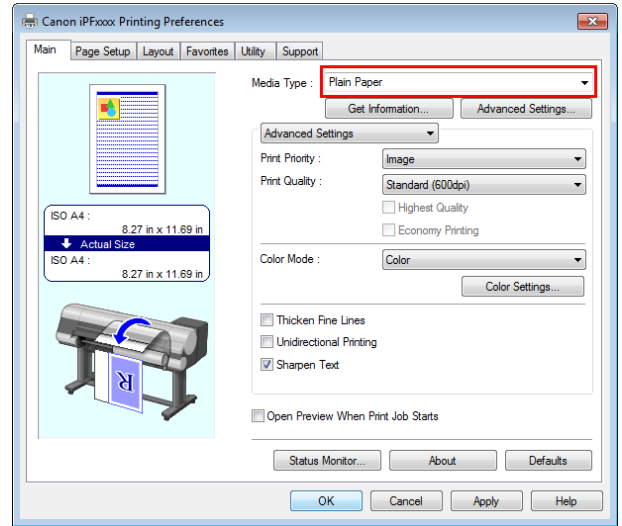 Canon iPFxxxx Printing Preferences
Main Page Setup Layout Favorites Utility Support
Media Type : Plain Paper
Get Information... Advanced Settings...
Advanced Settings
Print Priority : Image
Print Quality : Standard (600dpi)
Highest Quality
Economy Printing
Color Mode : Color
Color Settings...
Thicken Fine Lines
Unidirectional Printing
Sharpen Text
Open Preview When Print Job Starts
ISO A4 :
8.27 in x 11.69 in
Actual Size
ISO A4 :
8.27 in x 11.69 in
R
Status Monitor... About Defaults
OK Cancel Apply Help